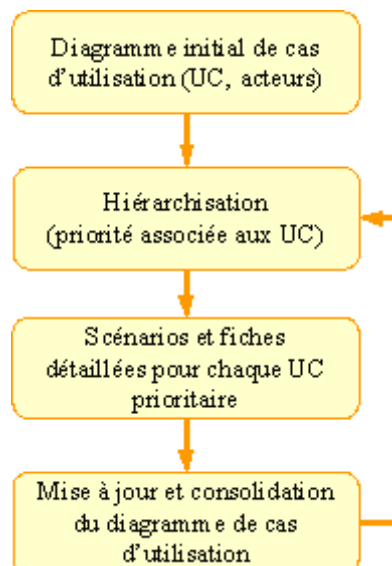 Diagramme initial de cas
d'utilisation (UC, acteurs)
Hiérarchisation
(priorité associée aux UC)
Scénarios et fiches
détaillées pour chaque UC
prioritaire
Mise à jour et consolidation
du diagramme de cas
d'utilisation